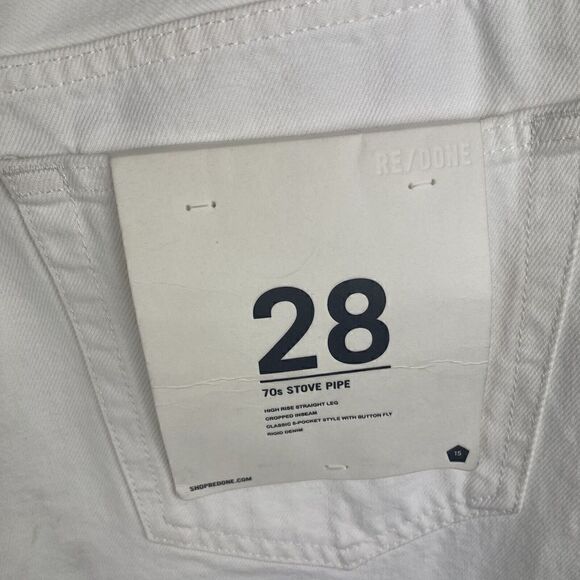 RE/DONE
28
70s STOVE PIPE
HIGH RISE STRAIGHT LEG
CROPPED INSEAM
CLASSIC 5-POCKET STYLE WITH BUTTON FLY
RIGID DENIM
15
SHOPREDONE.COM